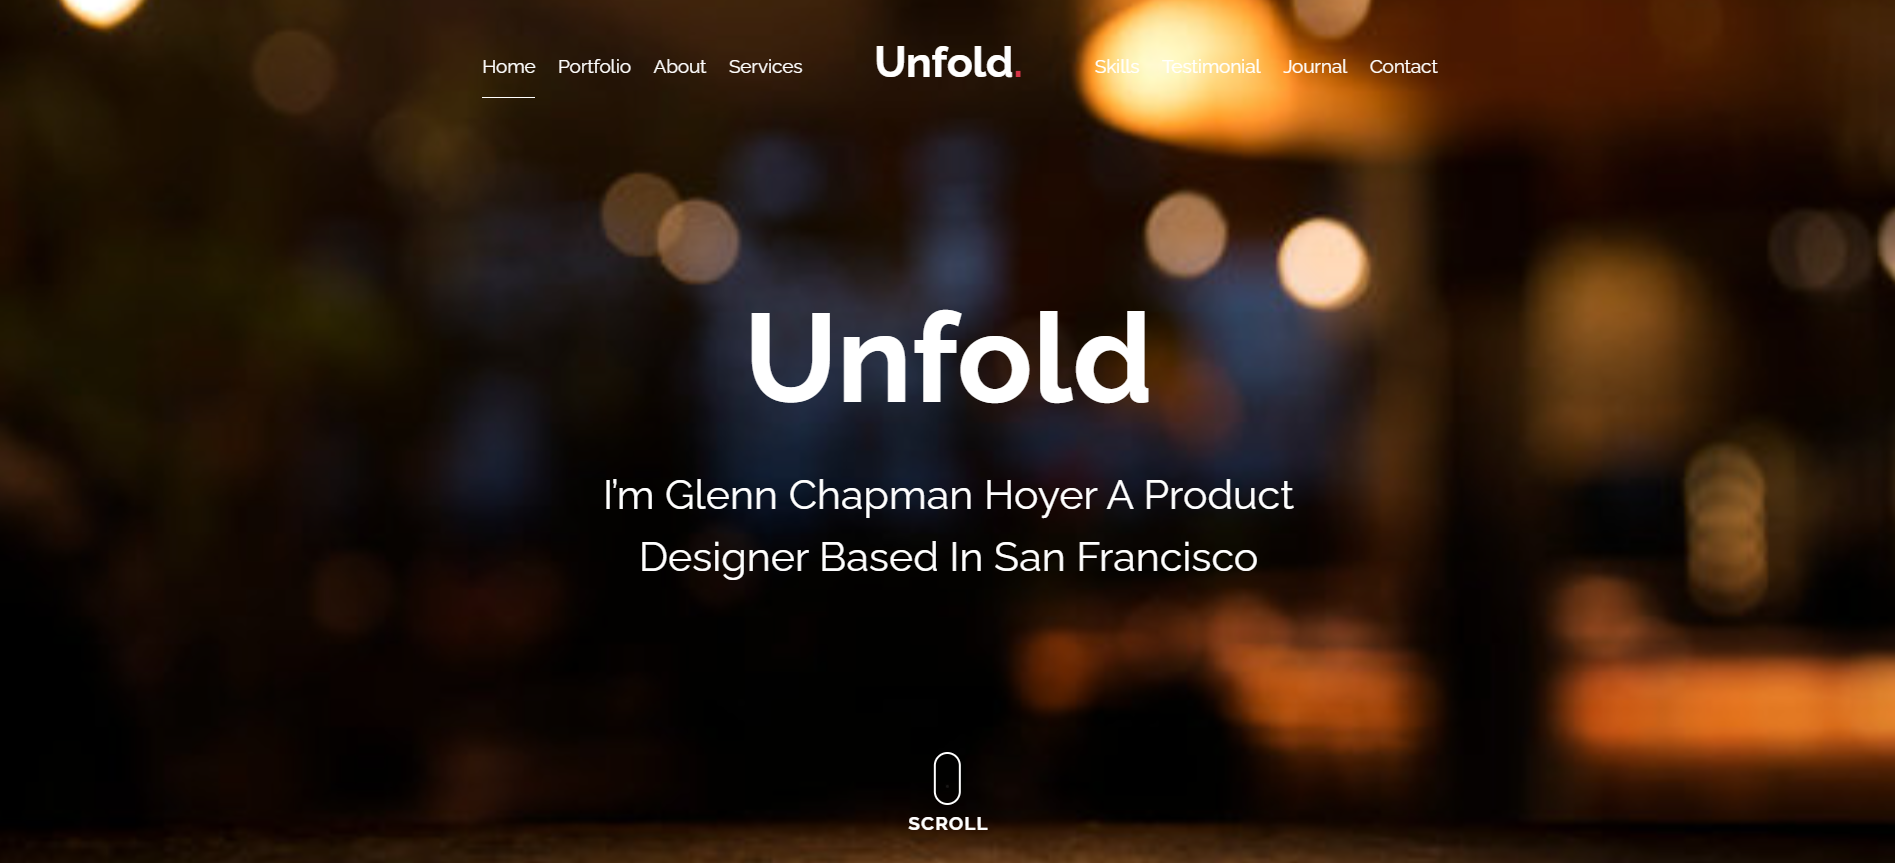 Home Portfolio About Services Unfold. Skills Testimonial Journal Contact
Unfold
I'm Glenn Chapman Hoyer A Product
Designer Based In San Francisco
SCROLL